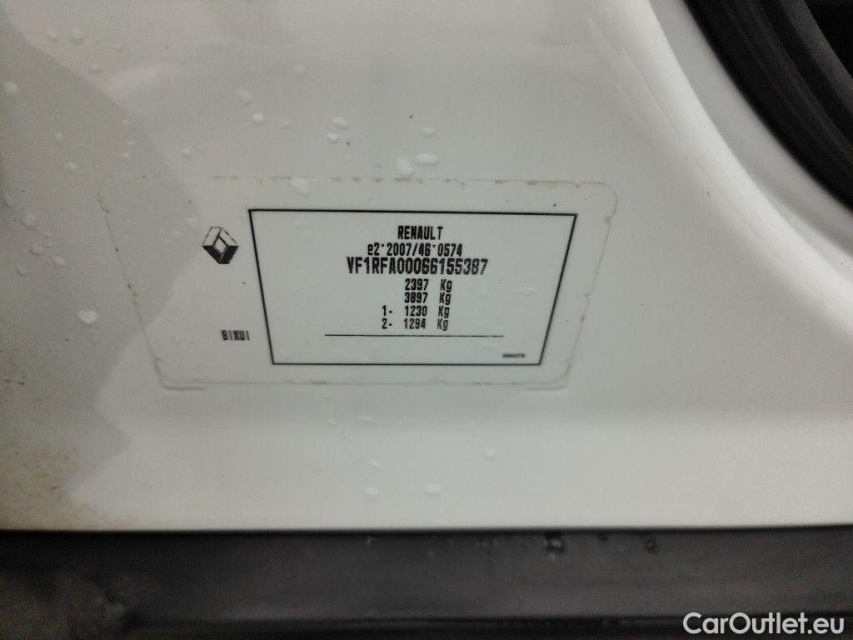 RENAULT
e2*2007/46*0574
VF1RFA00066155387
2397 Kg
3897 Kg
1- 1230 Kg
2- 1294 Kg
CarOutlet.eu